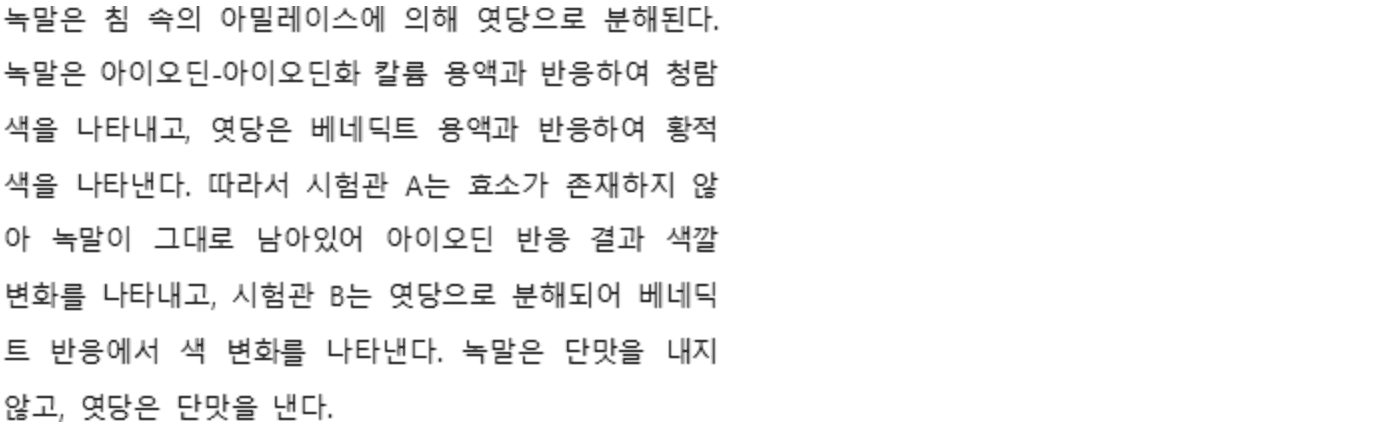 녹말은 침 속의 아밀레이스에 의해 엿당으로 분해된다.
녹말은 아이오딘-아이오딘화 칼륨 용액과 반응하여 청람
색을 나타내고, 엿당은 베네딕트 용액과 반응하여 황적
색을 나타낸다. 따라서 시험관 A는 효소가 존재하지 않
아 녹말이 그대로 남아있어 아이오딘 반응 결과 색깔
변화를 나타내고, 시험관 B는 엿당으로 분해되어 베네딕
트 반응에서 색 변화를 나타낸다. 녹말은 단맛을 내지
않고, 엿당은 단맛을 낸다.